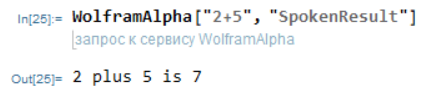 In[25]:= WolframAlpha["2+5", "SpokenResult"]
запрос к сервису WolframAlpha
Out[25]= 2 plus 5 is 7